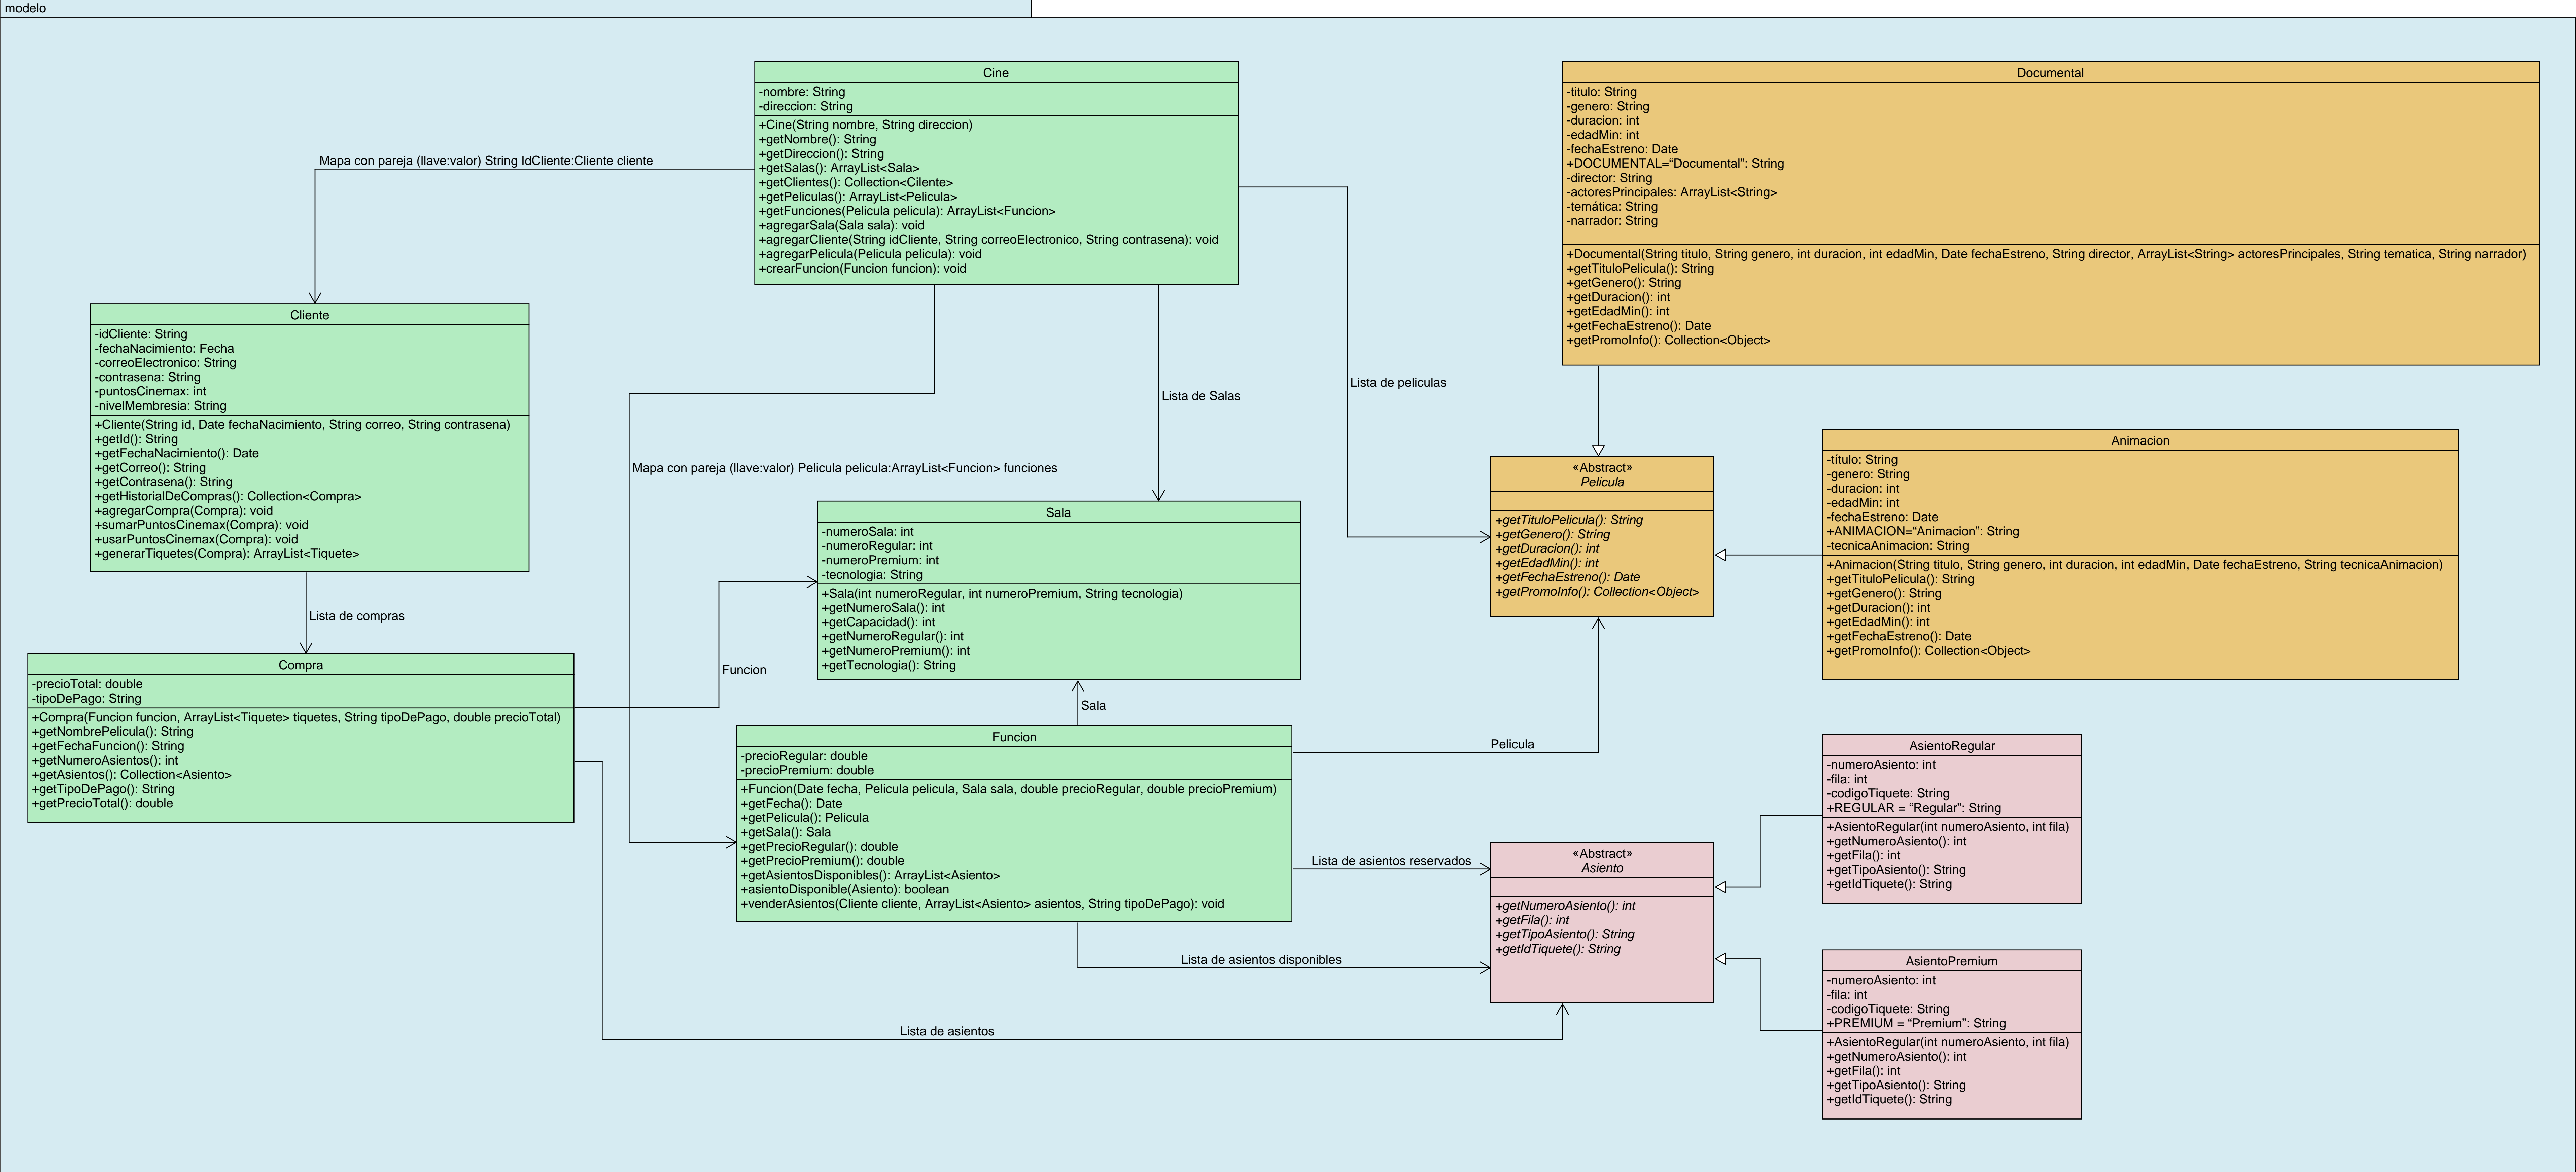 modelo
Cine
-nombre: String
-direccion: String
+Cine(String nombre, String direccion)
+getNombre(): String
+getDireccion(): String
+getSalas(): ArrayList<Sala>
+getClientes(): Collection<Cilente>
+getPeliculas(): ArrayList<Pelicula>
+getFunciones(Pelicula pelicula): ArrayList<Funcion>
+agregarSala(Sala sala): void
+agregarCliente(String idCliente, String correoElectronico, String contrasena): void
+agregarPelicula(Pelicula pelicula): void
+crearFuncion(Funcion funcion): void
Documental
-titulo: String
-genero: String
-duracion: int
-edadMin: int
-fechaEstreno: Date
+DOCUMENTAL=“Documental”: String
-director: String
-actoresPrincipales: ArrayList<String>
-temática: String
-narrador: String
+Documental(String titulo, String genero, int duracion, int edadMin, Date fechaEstreno, String director, ArrayList<String> actoresPrincipales, String tematica, String narrador)
+getTituloPelicula(): String
+getGenero(): String
+getDuracion(): int
+getEdadMin(): int
+getFechaEstreno(): Date
+getPromoInfo(): Collection<Object>
Mapa con pareja (llave:valor) String IdCliente:Cliente cliente
Cliente
-idCliente: String
-fechaNacimiento: Fecha
-correoElectronico: String
-contrasena: String
-puntosCinemax: int
-nivelMembresia: String
+Cliente(String id, Date fechaNacimiento, String correo, String contrasena)
+getId(): String
+getFechaNacimiento(): Date
+getCorreo(): String
+getContrasena(): String
+getHistorialDeCompras(): Collection<Compra>
+agregarCompra(Compra): void
+sumarPuntosCinemax(Compra): void
+usarPuntosCinemax(Compra): void
+generarTiquetes(Compra): ArrayList<Tiquete>
Lista de peliculas
Lista de Salas
Mapa con pareja (llave:valor) Pelicula pelicula:ArrayList<Funcion> funciones
«Abstract»
Pelicula
+getTituloPelicula(): String
+getGenero(): String
+getDuracion(): int
+getEdadMin(): int
+getFechaEstreno(): Date
+getPromoInfo(): Collection<Object>
Animacion
-título: String
-genero: String
-duracion: int
-edadMin: int
-fechaEstreno: Date
+ANIMACION=“Animacion”: String
-tecnicaAnimacion: String
+Animacion(String titulo, String genero, int duracion, int edadMin, Date fechaEstreno, String tecnicaAnimacion)
+getTituloPelicula(): String
+getGenero(): String
+getDuracion(): int
+getEdadMin(): int
+getFechaEstreno(): Date
+getPromoInfo(): Collection<Object>
Sala
-numeroSala: int
-numeroRegular: int
-numeroPremium: int
-tecnologia: String
+Sala(int numeroRegular, int numeroPremium, String tecnologia)
+getNumeroSala(): int
+getCapacidad(): int
+getNumeroRegular(): int
+getNumeroPremium(): int
+getTecnologia(): String
Lista de compras
Funcion
Sala
Compra
-precioTotal: double
-tipoDePago: String
+Compra(Funcion funcion, ArrayList<Tiquete> tiquetes, String tipoDePago, double precioTotal)
+getNombrePelicula(): String
+getFechaFuncion(): String
+getNumeroAsientos(): int
+getAsientos(): Collection<Asiento>
+getTipoDePago(): String
+getPrecioTotal(): double
Funcion
-precioRegular: double
-precioPremium: double
+Funcion(Date fecha, Pelicula pelicula, Sala sala, double precioRegular, double precioPremium)
+getFecha(): Date
+getPelicula(): Pelicula
+getSala(): Sala
+getPrecioRegular(): double
+getPrecioPremium(): double
+getAsientosDisponibles(): ArrayList<Asiento>
+asientoDisponible(Asiento): boolean
+venderAsientos(Cliente cliente, ArrayList<Asiento> asientos, String tipoDePago): void
Pelicula
Lista de asientos reservados
Lista de asientos disponibles
Lista de asientos
«Abstract»
Asiento
+getNumeroAsiento(): int
+getFila(): int
+getTipoAsiento(): String
+getIdTiquete(): String
AsientoRegular
-numeroAsiento: int
-fila: int
-codigoTiquete: String
+REGULAR = “Regular”: String
+AsientoRegular(int numeroAsiento, int fila)
+getNumeroAsiento(): int
+getFila(): int
+getTipoAsiento(): String
+getIdTiquete(): String
AsientoPremium
-numeroAsiento: int
-fila: int
-codigoTiquete: String
+PREMIUM = “Premium”: String
+AsientoRegular(int numeroAsiento, int fila)
+getNumeroAsiento(): int
+getFila(): int
+getTipoAsiento(): String
+getIdTiquete(): String